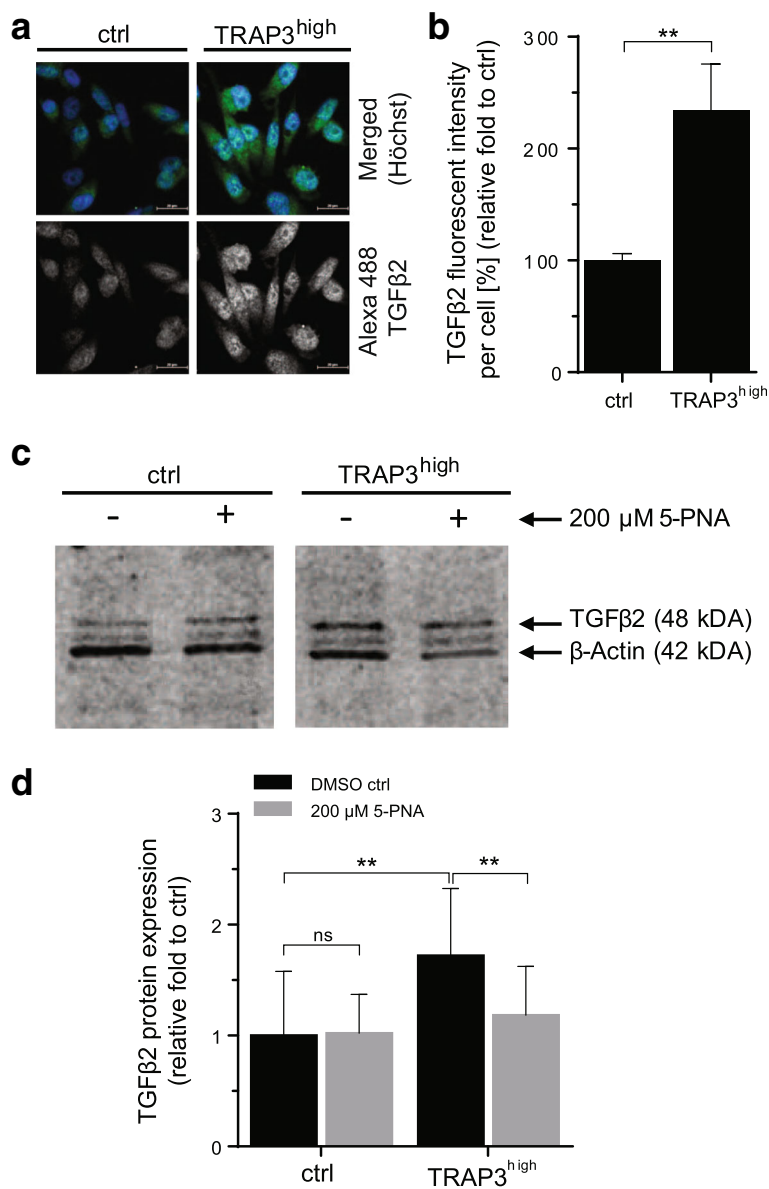 a
ctrl
TRAP3high
Merged
(Höchst)
Alexa 488
TGFβ2
b
TGFβ2 fluorescent intensity
per cell [%] (relative fold to ctrl)
300
200
100
0
**
ctrl
TRAP3high
c
ctrl
TRAP3high
-
+
-
+
200 µM 5-PNA
TGFβ2 (48 kDA)
β-Actin (42 kDA)
d
DMSO ctrl
200 µM 5-PNA
TGFβ2 protein expression
(relative fold to ctrl)
3
2
1
0
**
**
ns
ctrl
TRAP3high